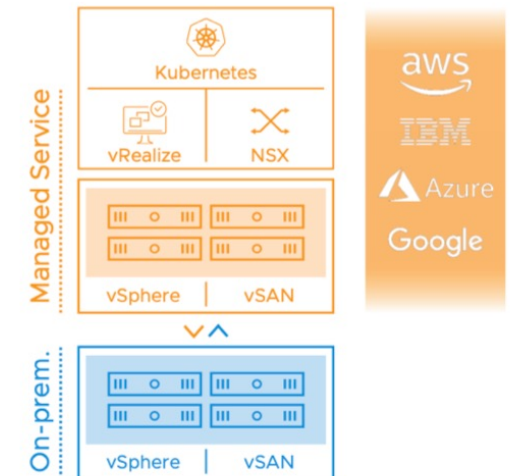 Managed Service
Kubernetes
vRealize
NSX
vSphere
vSAN
On-prem.
vSphere
vSAN
aws
IBM
Azure
Google